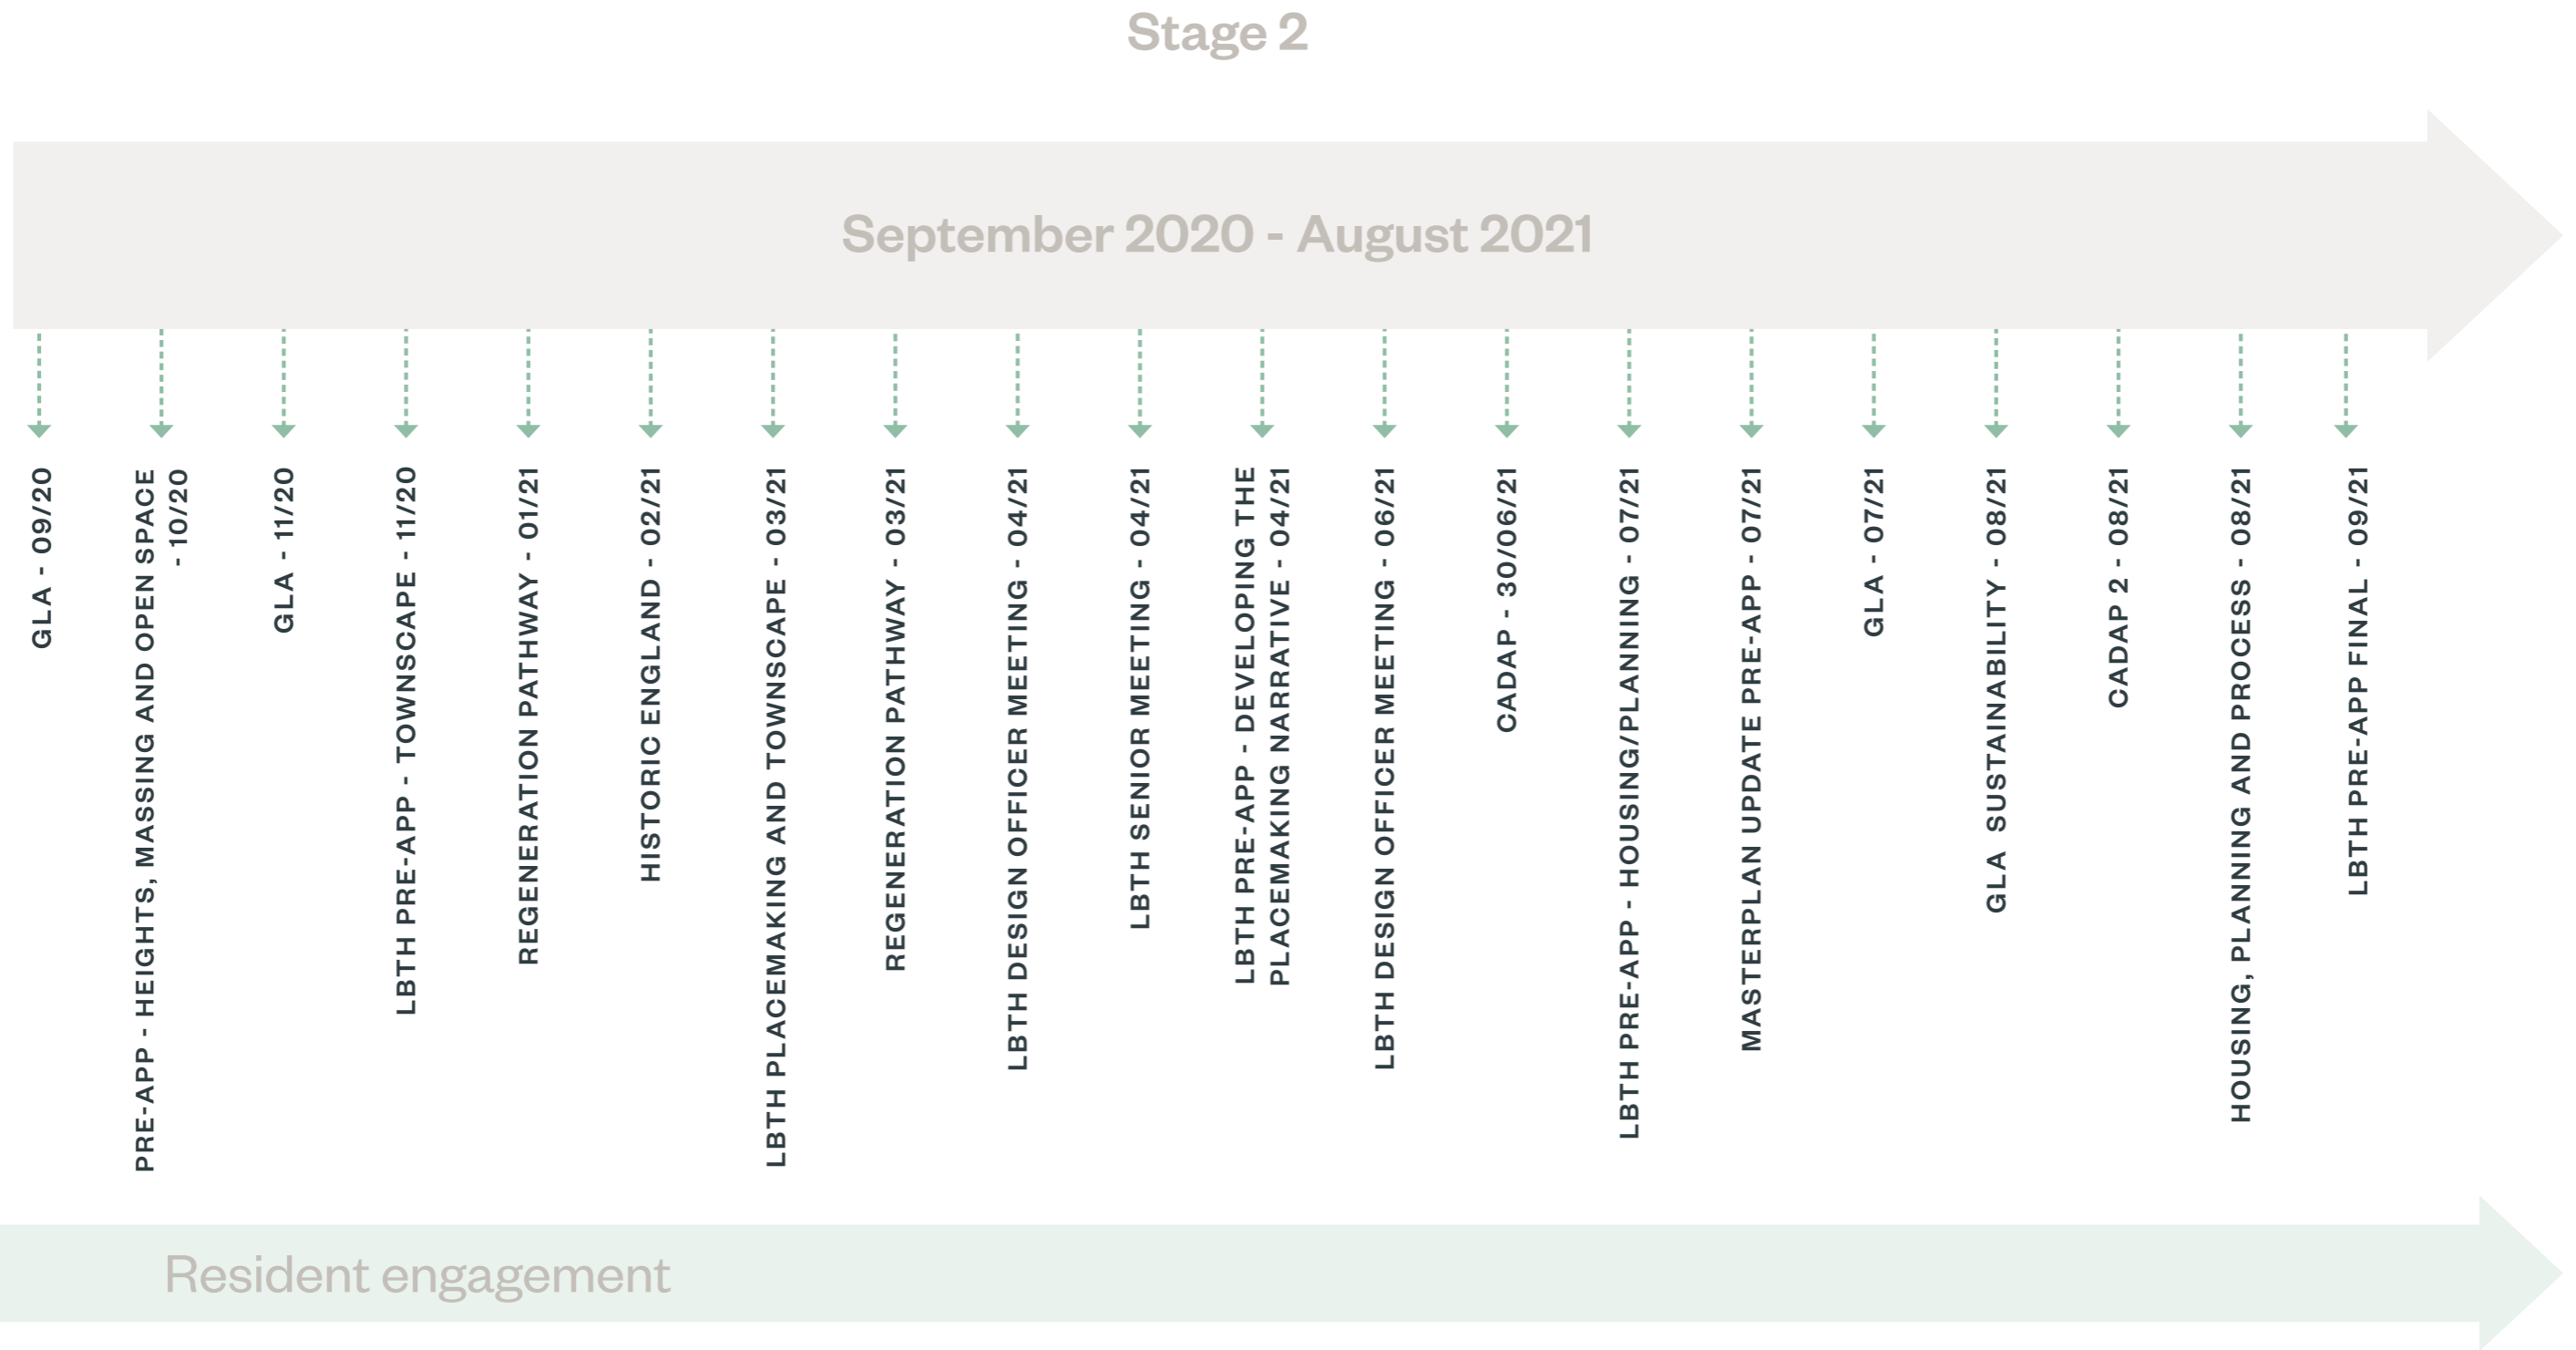 Stage 2
September 2020 - August 2021
GLA - 09/20
PRE-APP - HEIGHTS, MASSING AND OPEN SPACE
- 10/20
GLA - 11/20
LBTH PRE-APP - TOWNSCAPE - 11/20
REGENERATION PATHWAY - 01/21
HISTORIC ENGLAND - 02/21
LBTH PLACEMAKING AND TOWNSCAPE - 03/21
REGENERATION PATHWAY - 03/21
LBTH DESIGN OFFICER MEETING - 04/21
LBTH SENIOR MEETING - 04/21
LBTH PRE-APP - DEVELOPING THE
PLACEMAKING NARRATIVE - 04/21
LBTH DESIGN OFFICER MEETING - 06/21
CADAP - 30/06/21
LBTH PRE-APP - HOUSING/PLANNING - 07/21
MASTERPLAN UPDATE PRE-APP - 07/21
GLA - 07/21
GLA SUSTAINABILITY - 08/21
CADAP 2 - 08/21
HOUSING, PLANNING AND PROCESS - 08/21
LBTH PRE-APP FINAL - 09/21
Resident engagement